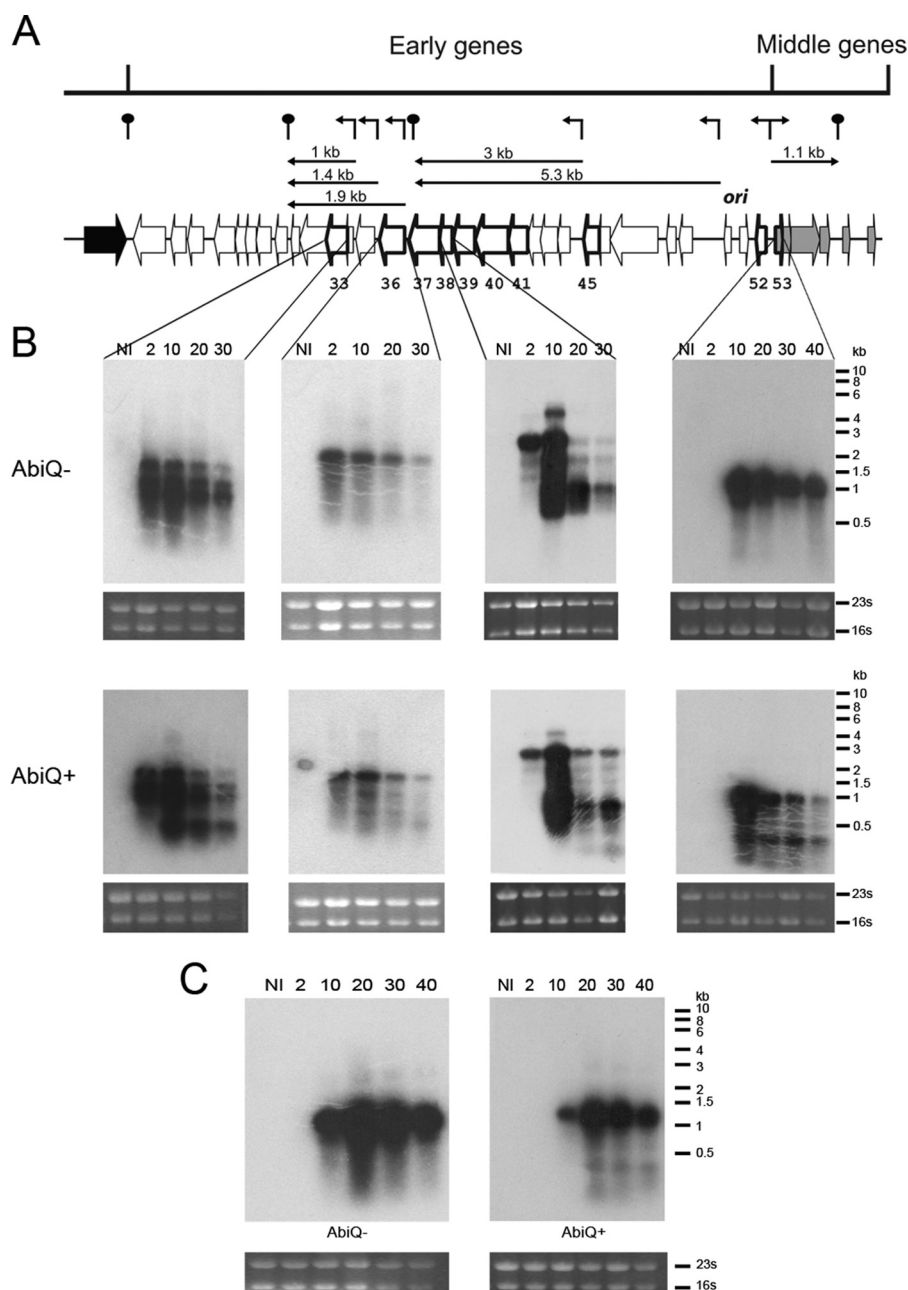 A
Early genes
Middle genes
1 kb
3 kb
1.1 kb
1.4 kb
5.3 kb
1.9 kb
ori
33
36
37
38
39
40
41
45
52
53
B
NI 2 10 20 30
NI 2 10 20 30
NI 2 10 20 30
NI 2 10 20 30 40
kb
10
8
6
4
3
2
1.5
1
0.5
AbiQ-
23s
16s
kb
10
8
6
4
3
2
1.5
1
0.5
AbiQ+
23s
16s
C
NI 2 10 20 30 40
NI 2 10 20 30 40
kb
10
8
6
4
3
2
1.5
1
0.5
AbiQ-
AbiQ+
23s
16s